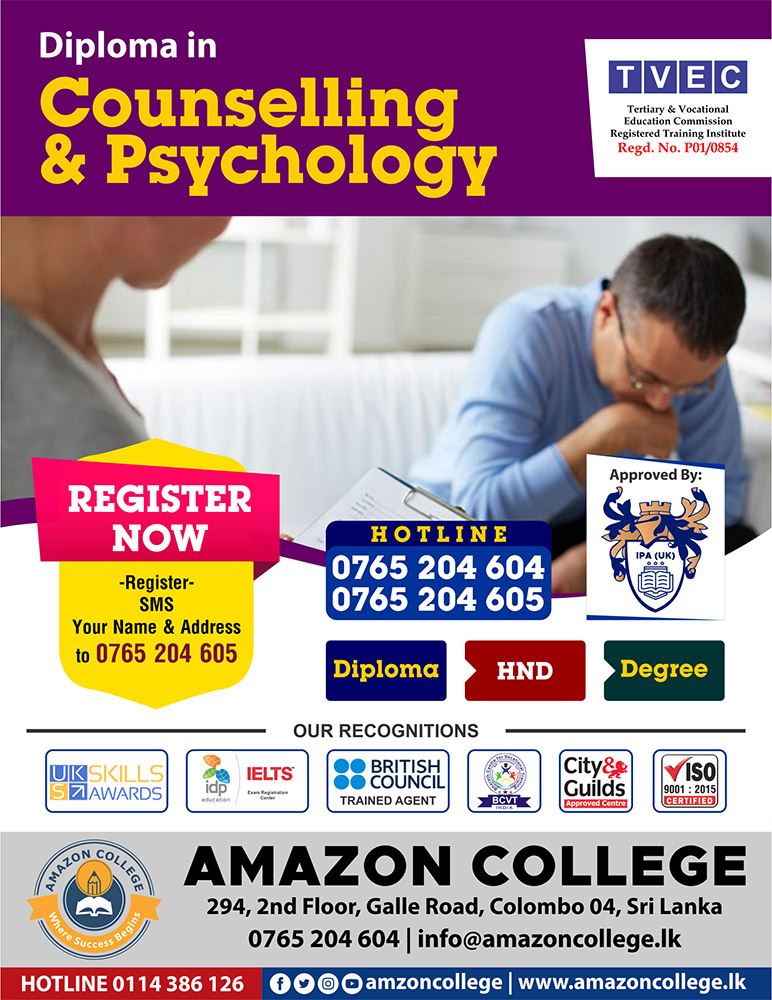 Diploma in
Counselling
& Psychology
TVEC
Tertiary & Vocational
Education Commission
Registered Training Institute
Regd. No. P01/0854
REGISTER
NOW
-Register-
SMS
Your Name & Address
to 0765 204 605
HOTLINE
0765 204 604
0765 204 605
Approved By:
IPA (UK)
Diploma
HND
Degree
OUR RECOGNITIONS
UK SKILLS
AWARDS
idp
education
IELTS
Exam Registration
Center
BRITISH
COUNCIL
TRAINED AGENT
BCVT
INDIA
City&
Guilds
Approved Centre
ISO
9001 : 2015
CERTIFIED
AMAZON COLLEGE
Where Success Begins
AMAZON COLLEGE
294, 2nd Floor, Galle Road, Colombo 04, Sri Lanka
0765 204 604 | info@amazoncollege.lk
HOTLINE 0114 386 126
amzoncollege | www.amazoncollege.lk